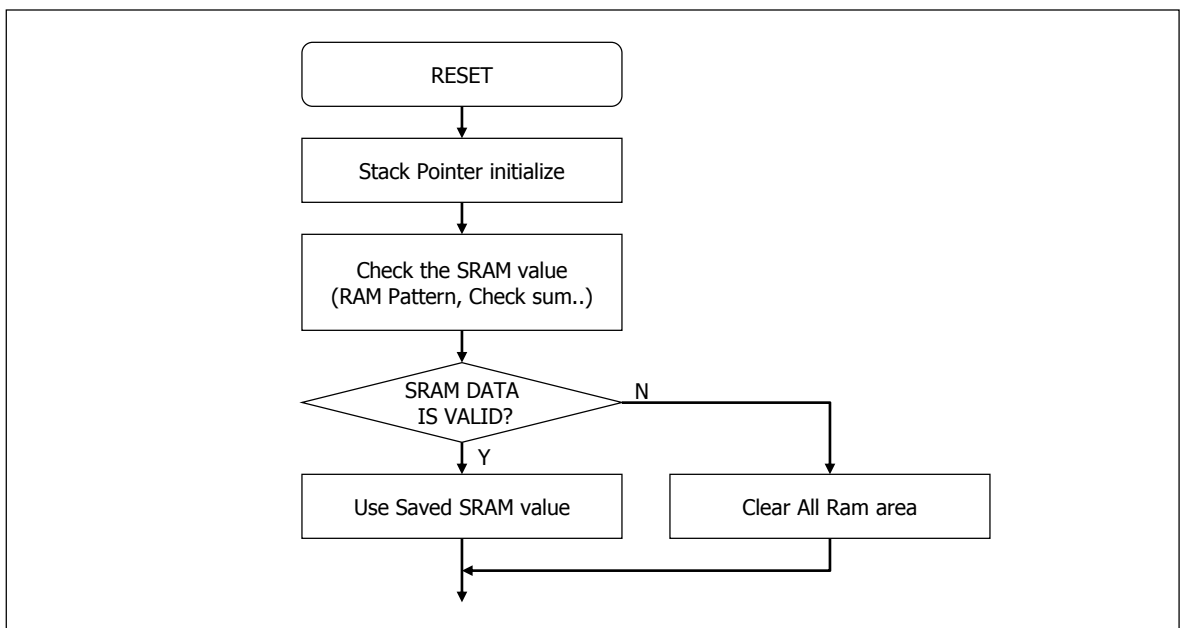 RESET
Stack Pointer initialize
Check the SRAM value
(RAM Pattern, Check sum..)
SRAM DATA
IS VALID?
N
Y
Use Saved SRAM value
Clear All Ram area